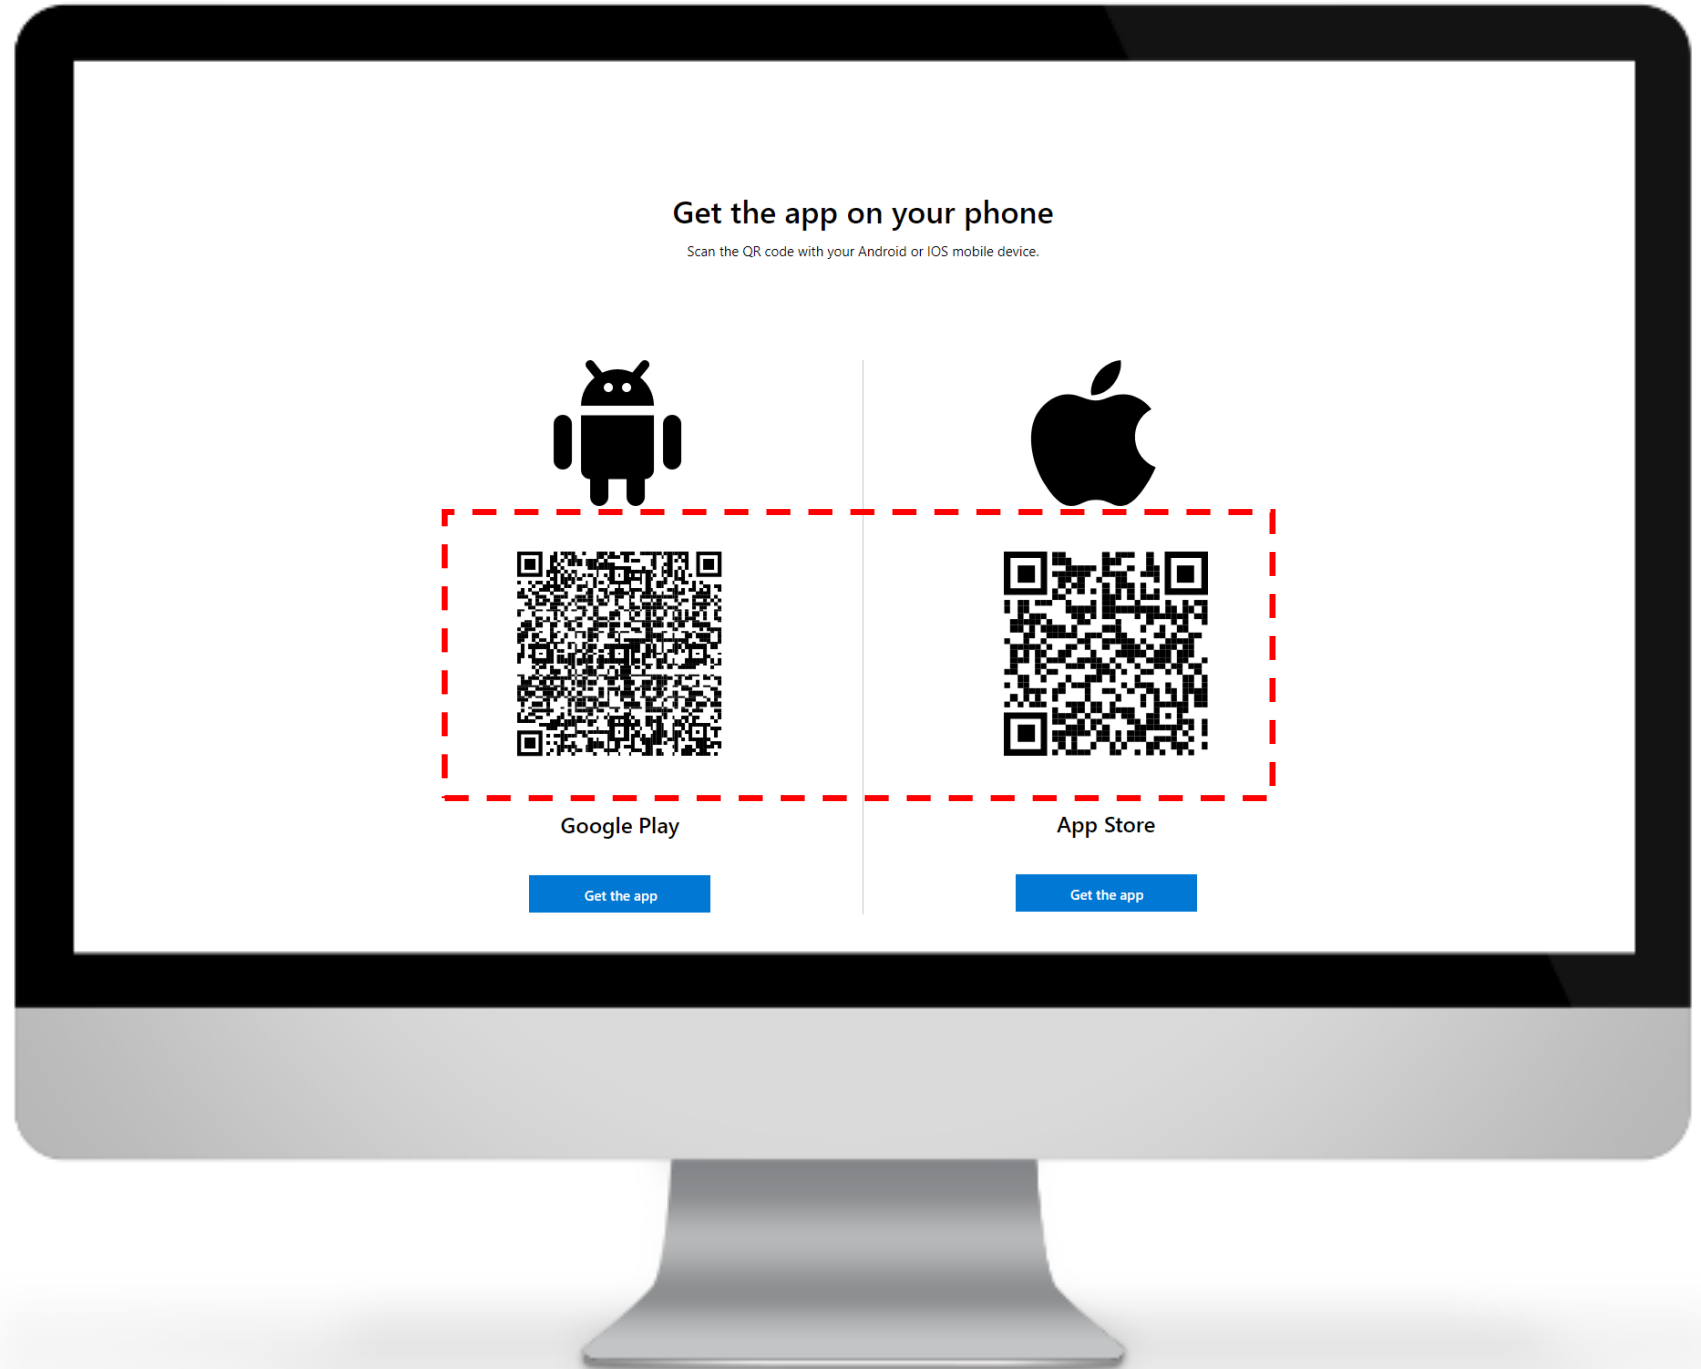 Get the app on your phone
Scan the QR code with your Android or IOS mobile device.
Google Play
Get the app
App Store
Get the app